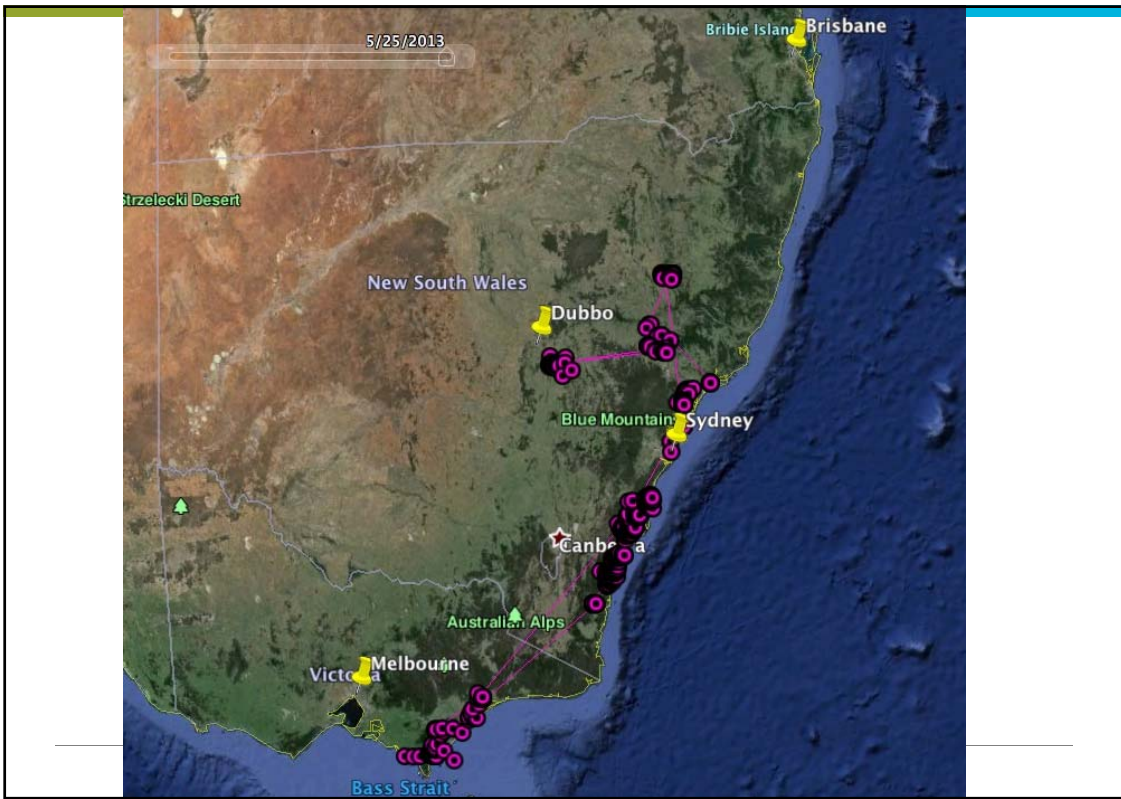 Bribie Island
Brisbane
5/25/2013
Strzelecki Desert
New South Wales
Dubbo
Blue Mountain
Sydney
Canberra
Australian Alps
Melbourne
Victoria
Bass Strait